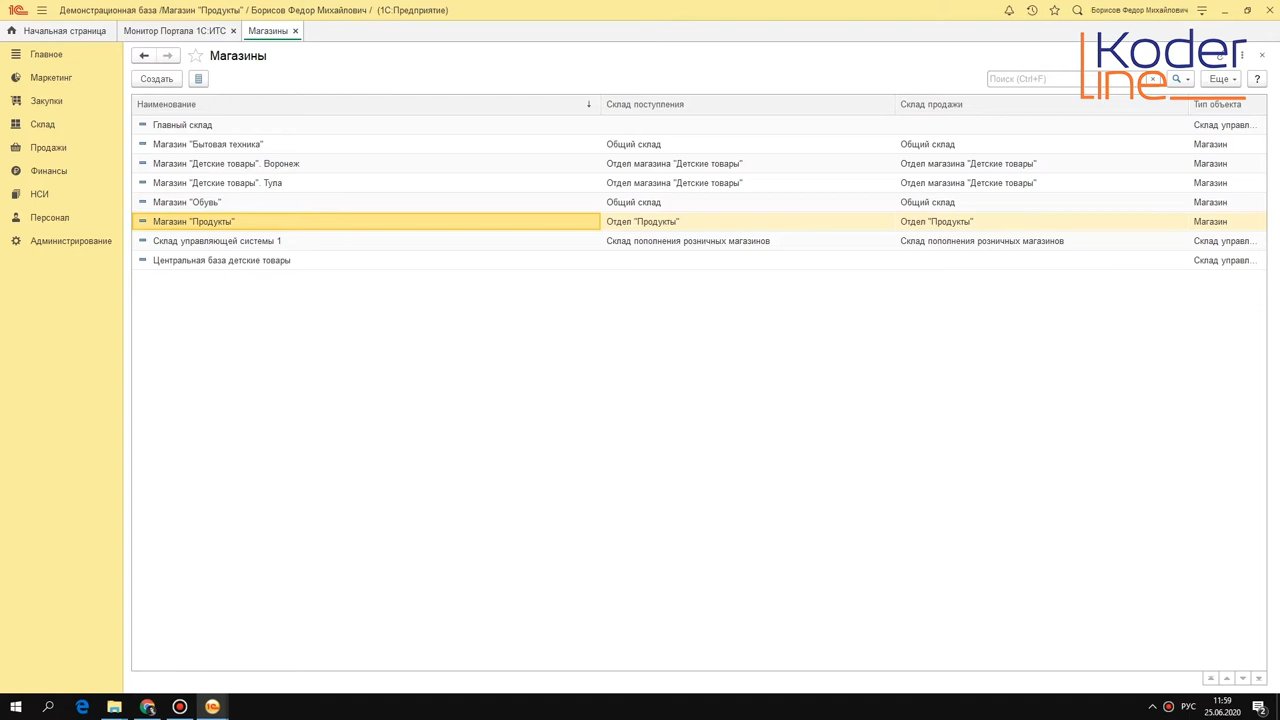 Демонстрационная база /Магазин "Продукты" / Борисов Федор Михайлович / (1С:Предприятие)
Борисов Федор Михайлович
Начальная страница
Монитор Портала 1С:ИТС ×
Магазины ×
Главное
Маркетинг
Закупки
Склад
Продажи
Финансы
НСИ
Персонал
Администрирование
Магазины
Koder
line
Создать
Поиск (Ctrl+F)
Еще
?
Наименование ↓ Склад поступления Склад продажи Тип объекта
Главный склад Склад управл...
Магазин "Бытовая техника" Общий склад Общий склад Магазин
Магазин "Детские товары". Воронеж Отдел магазина "Детские товары" Отдел магазина "Детские товары" Магазин
Магазин "Детские товары". Тула Отдел магазина "Детские товары" Отдел магазина "Детские товары" Магазин
Магазин "Обувь" Общий склад Общий склад Магазин
Магазин "Продукты" Отдел "Продукты" Отдел "Продукты" Магазин
Склад управляющей системы 1 Склад пополнения розничных магазинов Склад пополнения розничных магазинов Склад управл...
Центральная база детские товары Склад управл...
РУС
11:59
25.06.2020
2